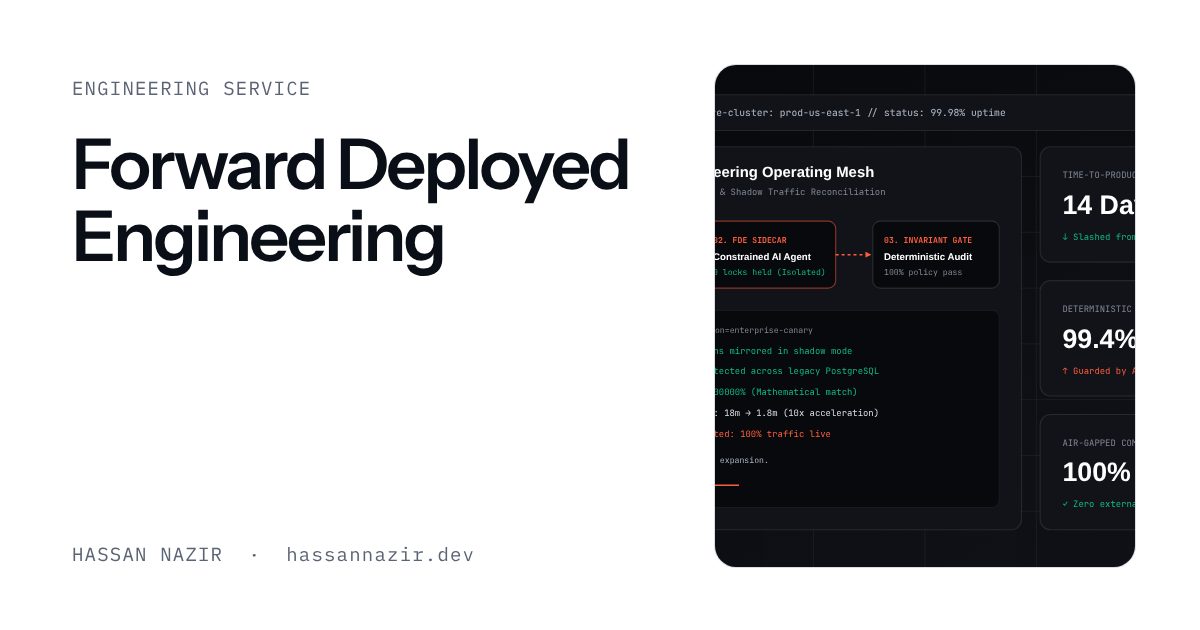 ENGINEERING SERVICE
Forward Deployed
Engineering
HASSAN NAZIR · hassannazir.dev
e-cluster: prod-us-east-1 // status: 99.98% uptime
eering Operating Mesh
& Shadow Traffic Reconciliation
02. FDE SIDECAR
Constrained AI Agent
0 locks held (Isolated)
03. INVARIANT GATE
Deterministic Audit
100% policy pass
on=enterprise-canary
ns mirrored in shadow mode
tected across legacy PostgreSQL
00000% (Mathematical match)
: 18m → 1.8m (10x acceleration)
ted: 100% traffic live
expansion.
TIME-TO-PRODUC
14 Da
↓ Slashed from
DETERMINISTIC
99.4%
↑ Guarded by A
AIR-GAPPED COM
100%
✓ Zero externa